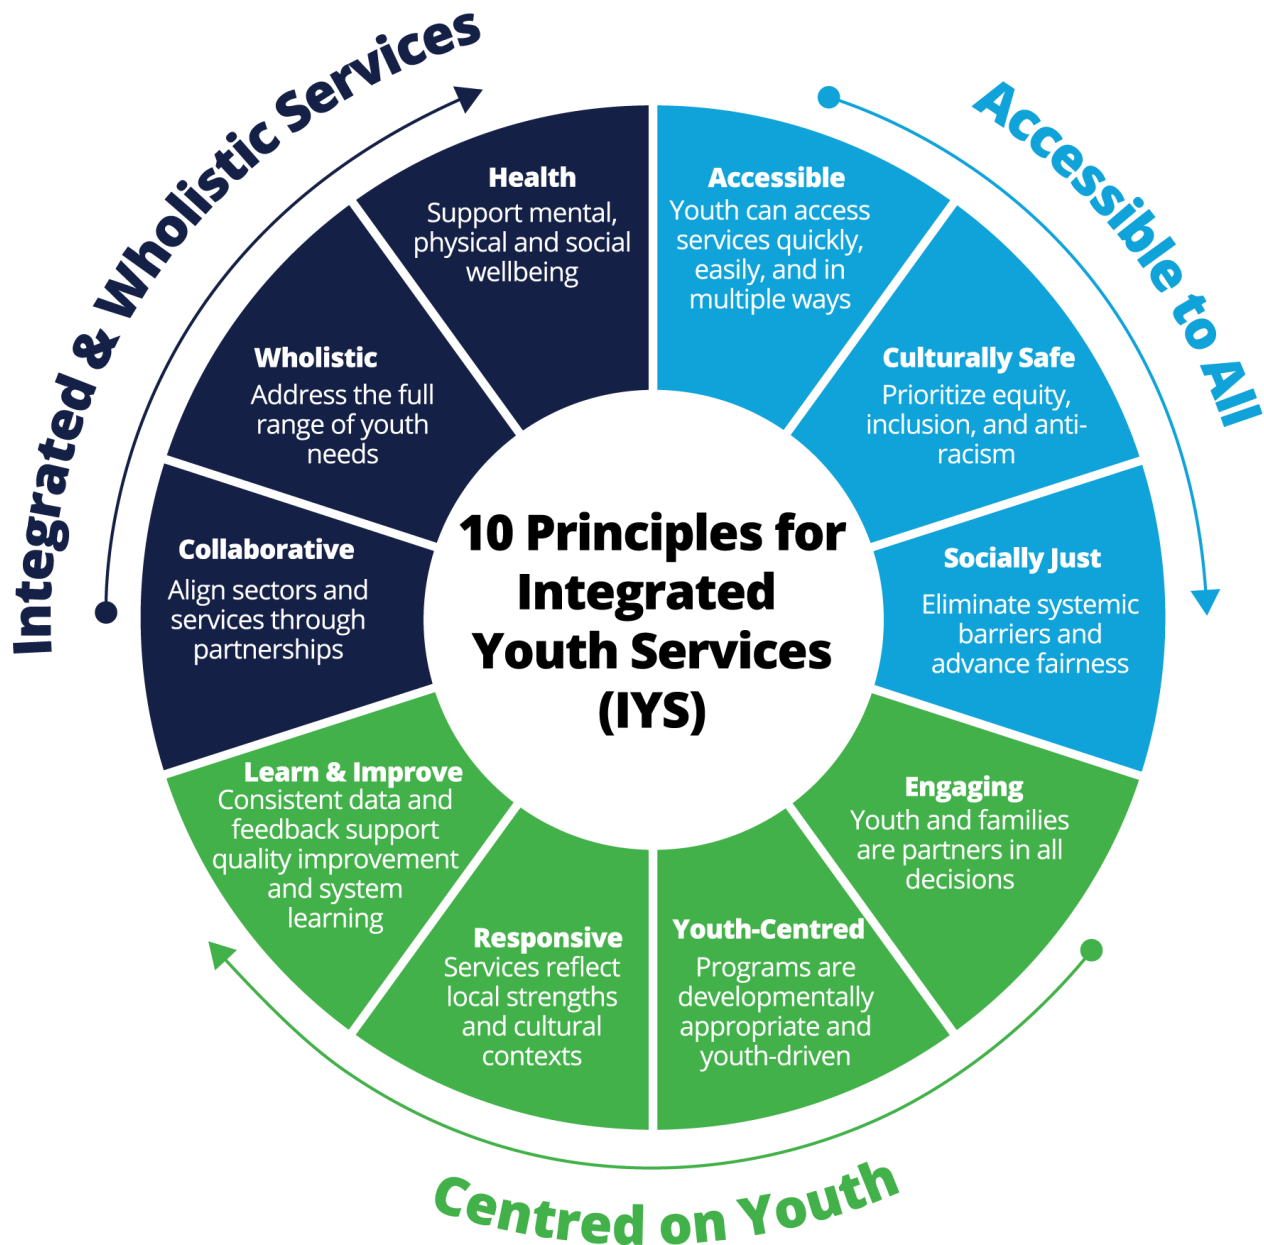 Integrated & Wholistic Services
Accessible to All
Health
Support mental,
physical and social
wellbeing
Accessible
Youth can access
services quickly,
easily, and in
multiple ways
Wholistic
Address the full
range of youth
needs
Culturally Safe
Prioritize equity,
inclusion, and anti-
racism
Collaborative
Align sectors and
services through
partnerships
10 Principles for
Integrated
Youth Services
(IYS)
Socially Just
Eliminate systemic
barriers and
advance fairness
Learn & Improve
Consistent data and
feedback support
quality improvement
and system
learning
Engaging
Youth and families
are partners in all
decisions
Responsive
Services reflect
local strengths
and cultural
contexts
Youth-Centred
Programs are
developmentally
appropriate and
youth-driven
Centred on Youth